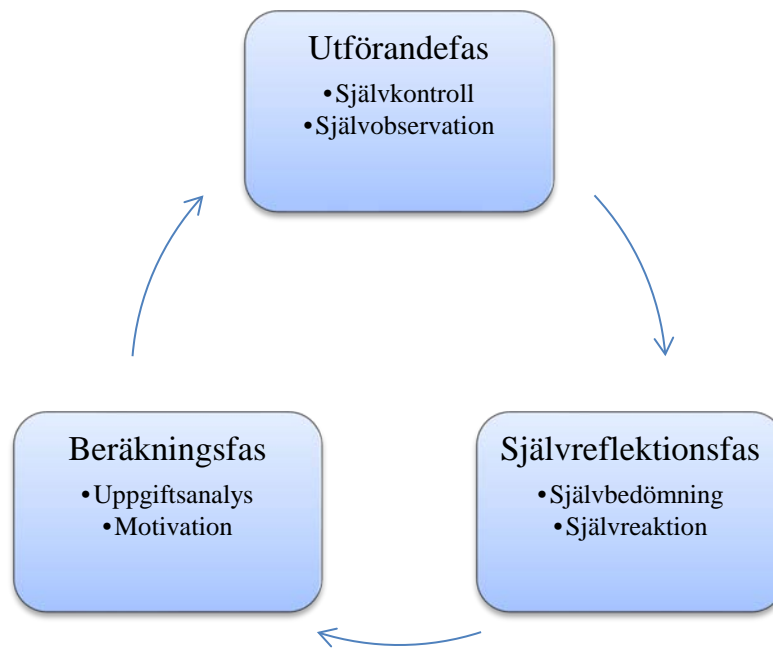 Utförandefas
•Självkontroll
•Självobservation
Beräkningsfas
•Uppgiftsanalys
•Motivation
Självreflektionsfas
•Självbedömning
•Självreaktion